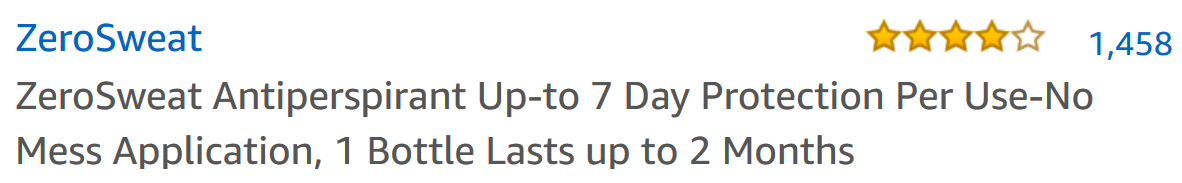 ZeroSweat 1,458
ZeroSweat Antiperspirant Up-to 7 Day Protection Per Use-No
Mess Application, 1 Bottle Lasts up to 2 Months